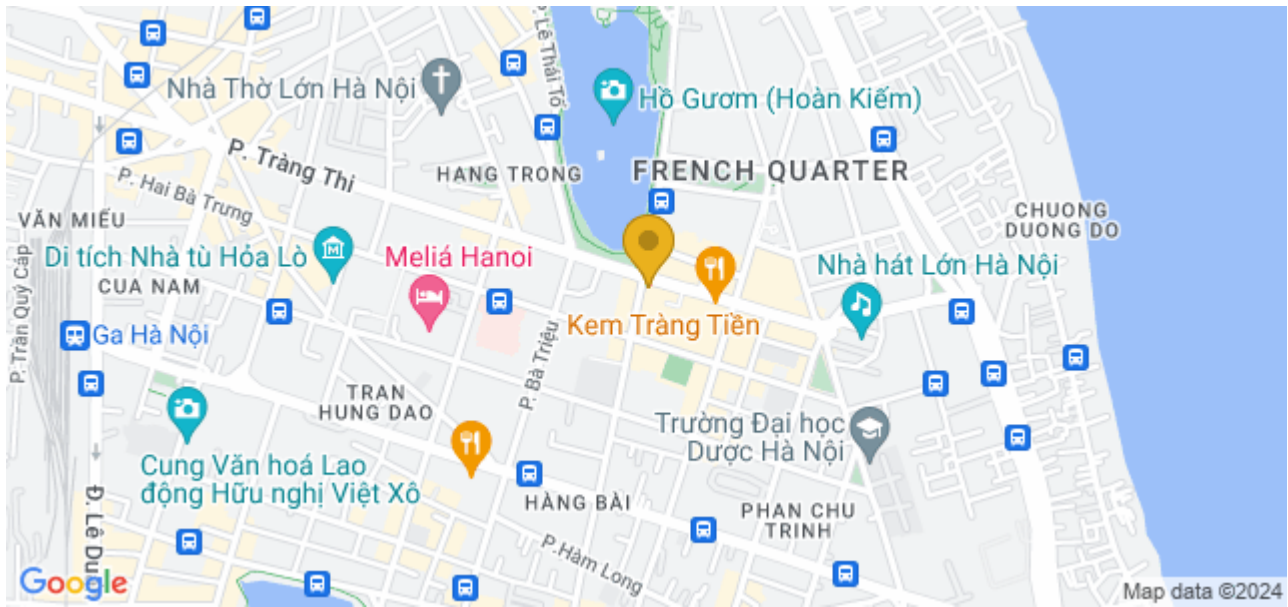 P. Lê Thái Tổ
Nhà Thờ Lớn Hà Nội
Hồ Gươm (Hoàn Kiếm)
P. Tràng Thi
HANG TRONG
FRENCH QUARTER
P. Hai Bà Trưng
VĂN MIẾU
CHUONG
DUONG DO
Di tích Nhà tù Hỏa Lò
Meliá Hanoi
Nhà hát Lớn Hà Nội
CUA NAM
P. Trần Quý Cáp
Kem Tràng Tiền
Ga Hà Nội
P. Bà Triệu
TRAN
HUNG DAO
Trường Đại học
Dược Hà Nội
Cung Văn hoá Lao
động Hữu nghị Việt Xô
HÀNG BÀI
PHAN CHU
TRINH
P.Hàm Long
Đ. Lê Du
Google
Map data ©2024